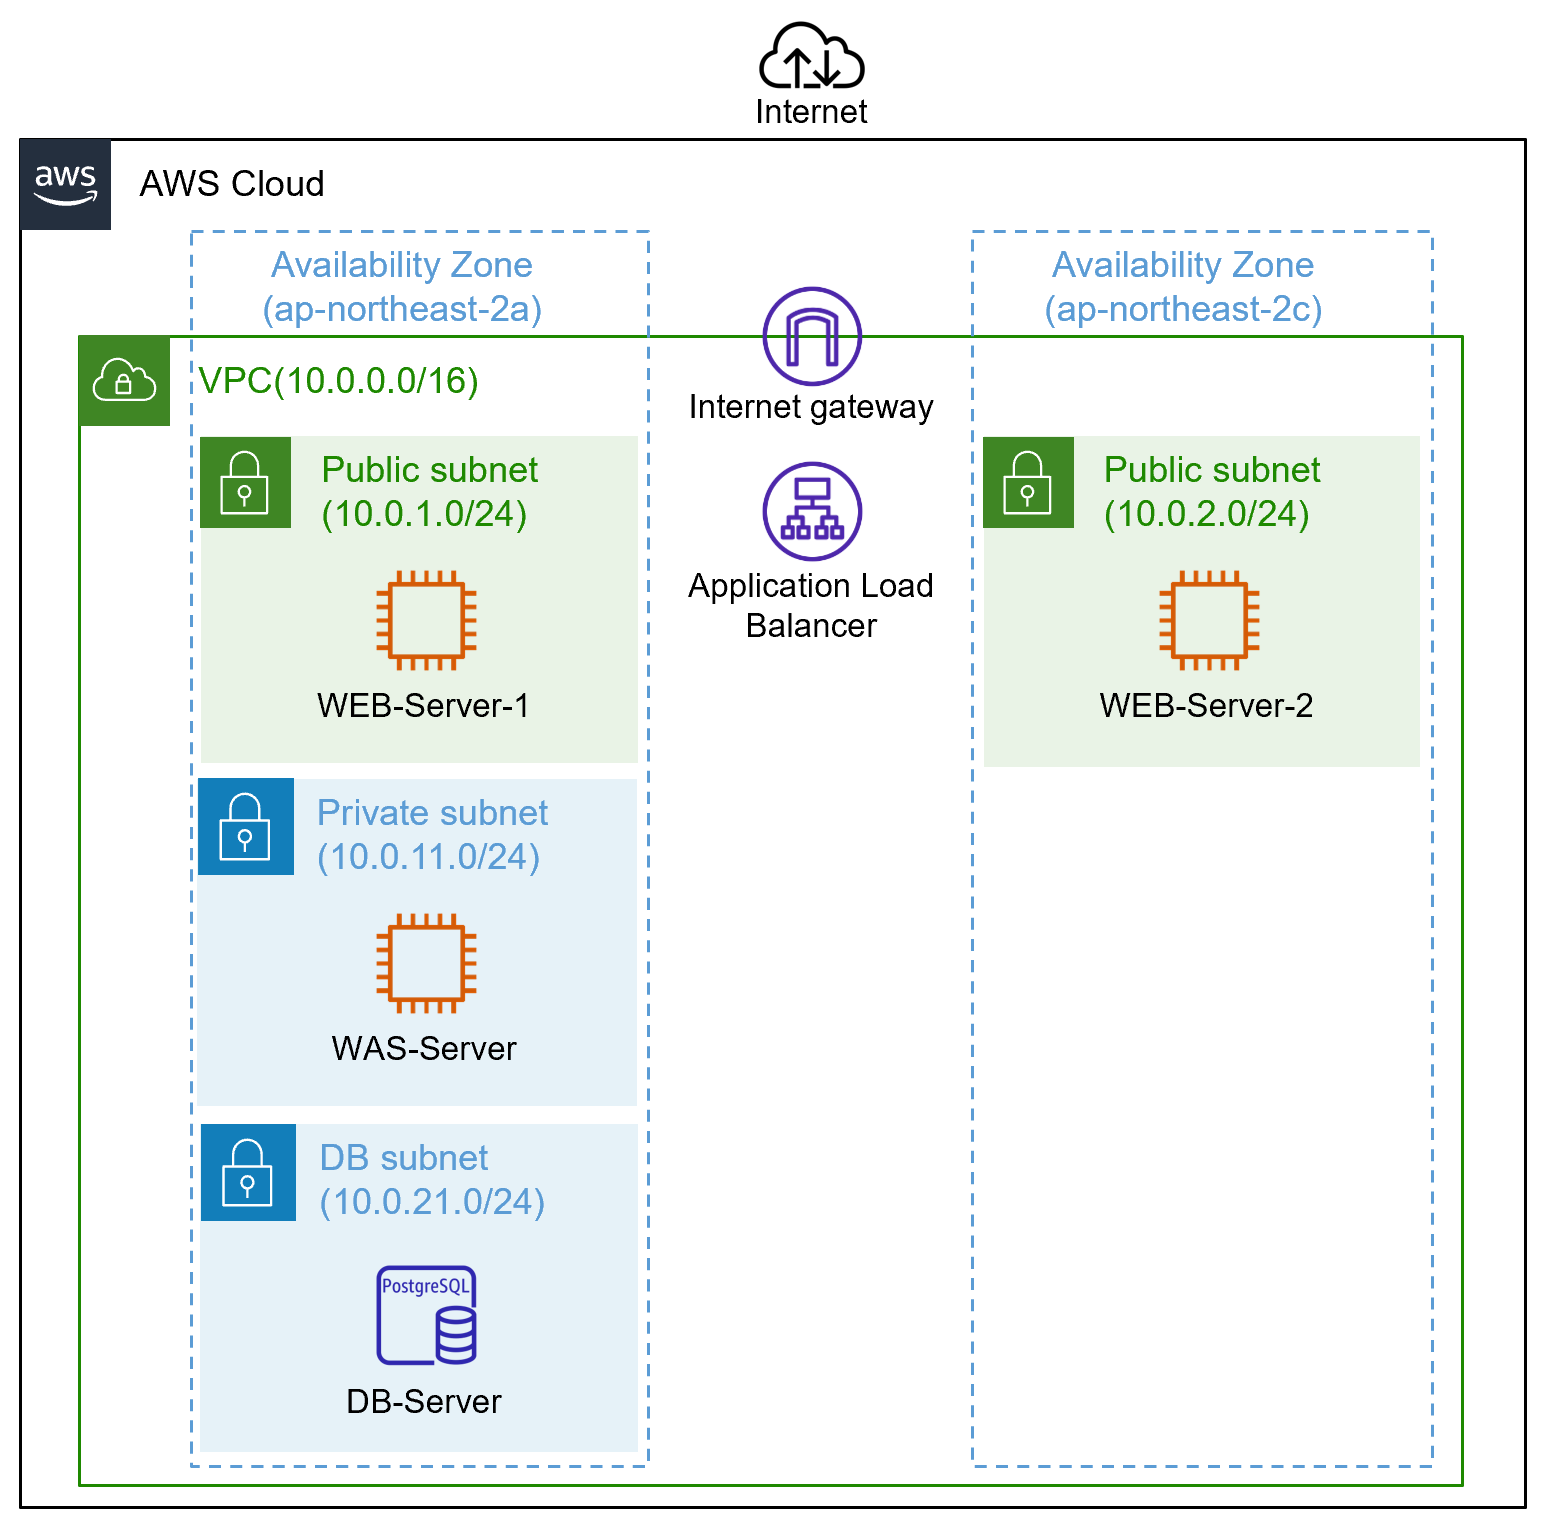 Internet
aws
AWS Cloud
Availability Zone
(ap-northeast-2a)
Availability Zone
(ap-northeast-2c)
VPC(10.0.0.0/16)
Internet gateway
Public subnet
(10.0.1.0/24)
Public subnet
(10.0.2.0/24)
Application Load
Balancer
WEB-Server-1
WEB-Server-2
Private subnet
(10.0.11.0/24)
WAS-Server
DB subnet
(10.0.21.0/24)
PostgreSQL
DB-Server